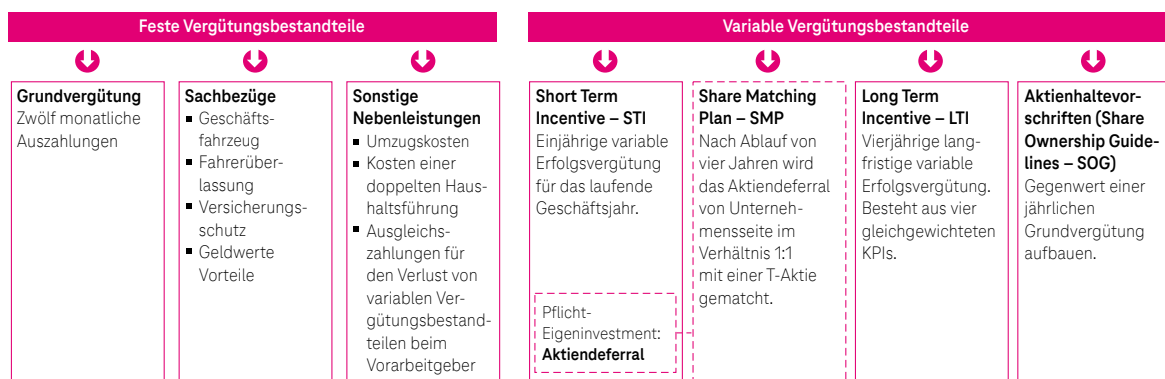 Feste Vergütungsbestandteile
Grundvergütung
Zwölf monatliche
Auszahlungen
Sachbezüge
▪ Geschäfts-
fahrzeug
▪ Fahrerüber-
lassung
▪ Versicherungs-
schutz
▪ Geldwerte
Vorteile
Sonstige
Nebenleistungen
▪ Umzugskosten
▪ Kosten einer
doppelten Haus-
haltsführung
▪ Ausgleichs-
zahlungen für
den Verlust von
variablen Ver-
gütungsbestand-
teilen beim
Vorarbeitgeber
Variable Vergütungsbestandteile
Short Term
Incentive – STI
Einjährige variable
Erfolgsvergütung
für das laufende
Geschäftsjahr.
Pflicht-
Eigeninvestment:
Aktiendeferral
Share Matching
Plan – SMP
Nach Ablauf von
vier Jahren wird
das Aktiendeferral
von Unterneh-
mensseite im
Verhältnis 1:1
mit einer T-Aktie
gematcht.
Long Term
Incentive – LTI
Vierjährige lang-
fristige variable
Erfolgsvergütung.
Besteht aus vier
gleichgewichteten
KPIs.
Aktienhaltevor-
schriften (Share
Ownership Guide-
lines – SOG)
Gegenwert einer
jährlichen
Grundvergütung
aufbauen.